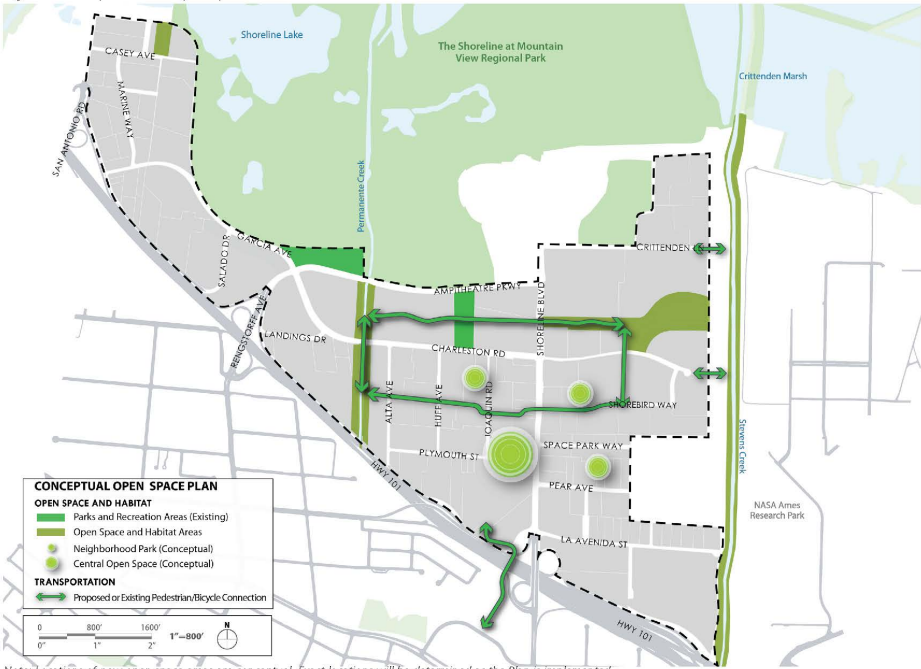 Shoreline Lake
The Shoreline at Mountain
View Regional Park
Crittenden Marsh
CASEY AVE
MARINE WAY
SAN ANTONIO RD
Permanente Creek
GARCIA AVE
SALADO DR
CRITTENDEN
AMPITHEATRE PKWY
SHORELINE BLVD
RENGSTORFF AVE
LANDINGS DR
CHARLESTON RD
ALTA AVE
HUFF AVE
JOAQUIN RD
SHOREBIRD WAY
PLYMOUTH ST
SPACE PARK WAY
PEAR AVE
Stevens Creek
HWY 101
NASA Ames
Research Park
LA AVENIDA ST
HWY 101
CONCEPTUAL OPEN SPACE PLAN
OPEN SPACE AND HABITAT
Parks and Recreation Areas (Existing)
Open Space and Habitat Areas
Neighborhood Park (Conceptual)
Central Open Space (Conceptual)
TRANSPORTATION
Proposed or Existing Pedestrian/Bicycle Connection
0 800' 1600' 1"=800' N
0" 1" 2"